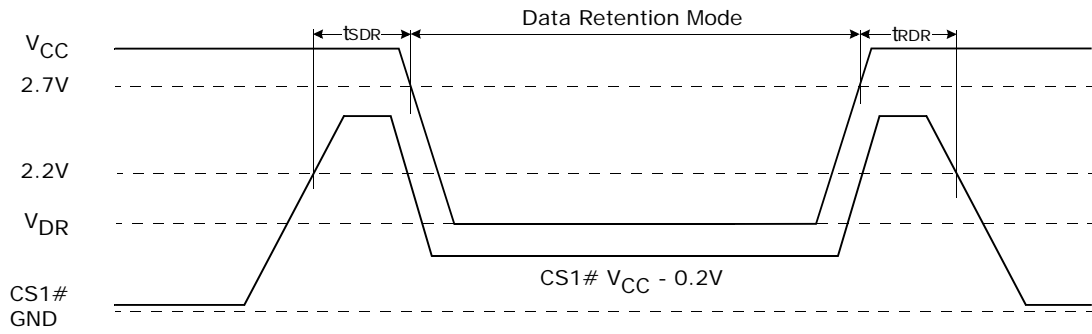 Data Retention Mode
tSDR
tRDR
VCC
2.7V
2.2V
VDR
CS1# VCC - 0.2V
CS1#
GND